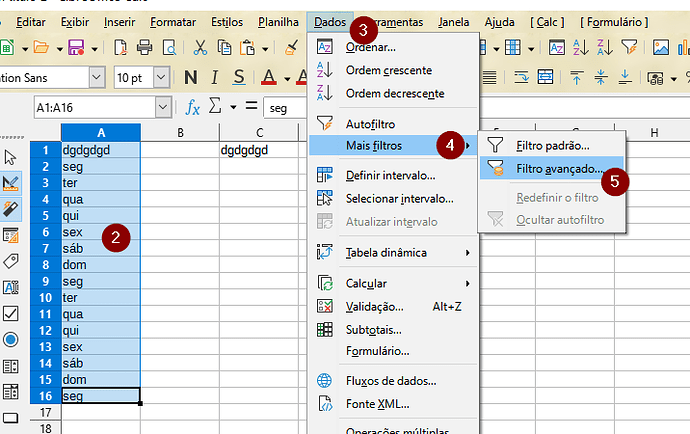 Editar Exibir Inserir Formatar Estilos Planilha Dados Janela Ajuda [ Calc ] [ Formulário ]
3
Ordenar...
ation Sans 10 pt N I S A A
Ordem crescente
Ordem decrescente
A1:A16 fx Σ = seg
Autofiltro
A B C G H
Mais filtros 4
Filtro padrão...
1 dgdgdgd dgdgdgd
2 seg
Filtro avançado...
Definir intervalo...
5
3 ter
Selecionar intervalo...
Redefinir o filtro
4 qua
Atualizar intervalo
Ocultar autofiltro
5 qui
6 sex 2
Tabela dinâmica
7 sáb
8 dom
Calcular
9 seg
Validação... Alt+Z
10 ter
11 qua
Subtotais...
12 qui
Formulário...
13 sex
14 sáb
Fluxos de dados...
15 dom
Fonte XML...
16 seg
17
Operações múltiplas
18